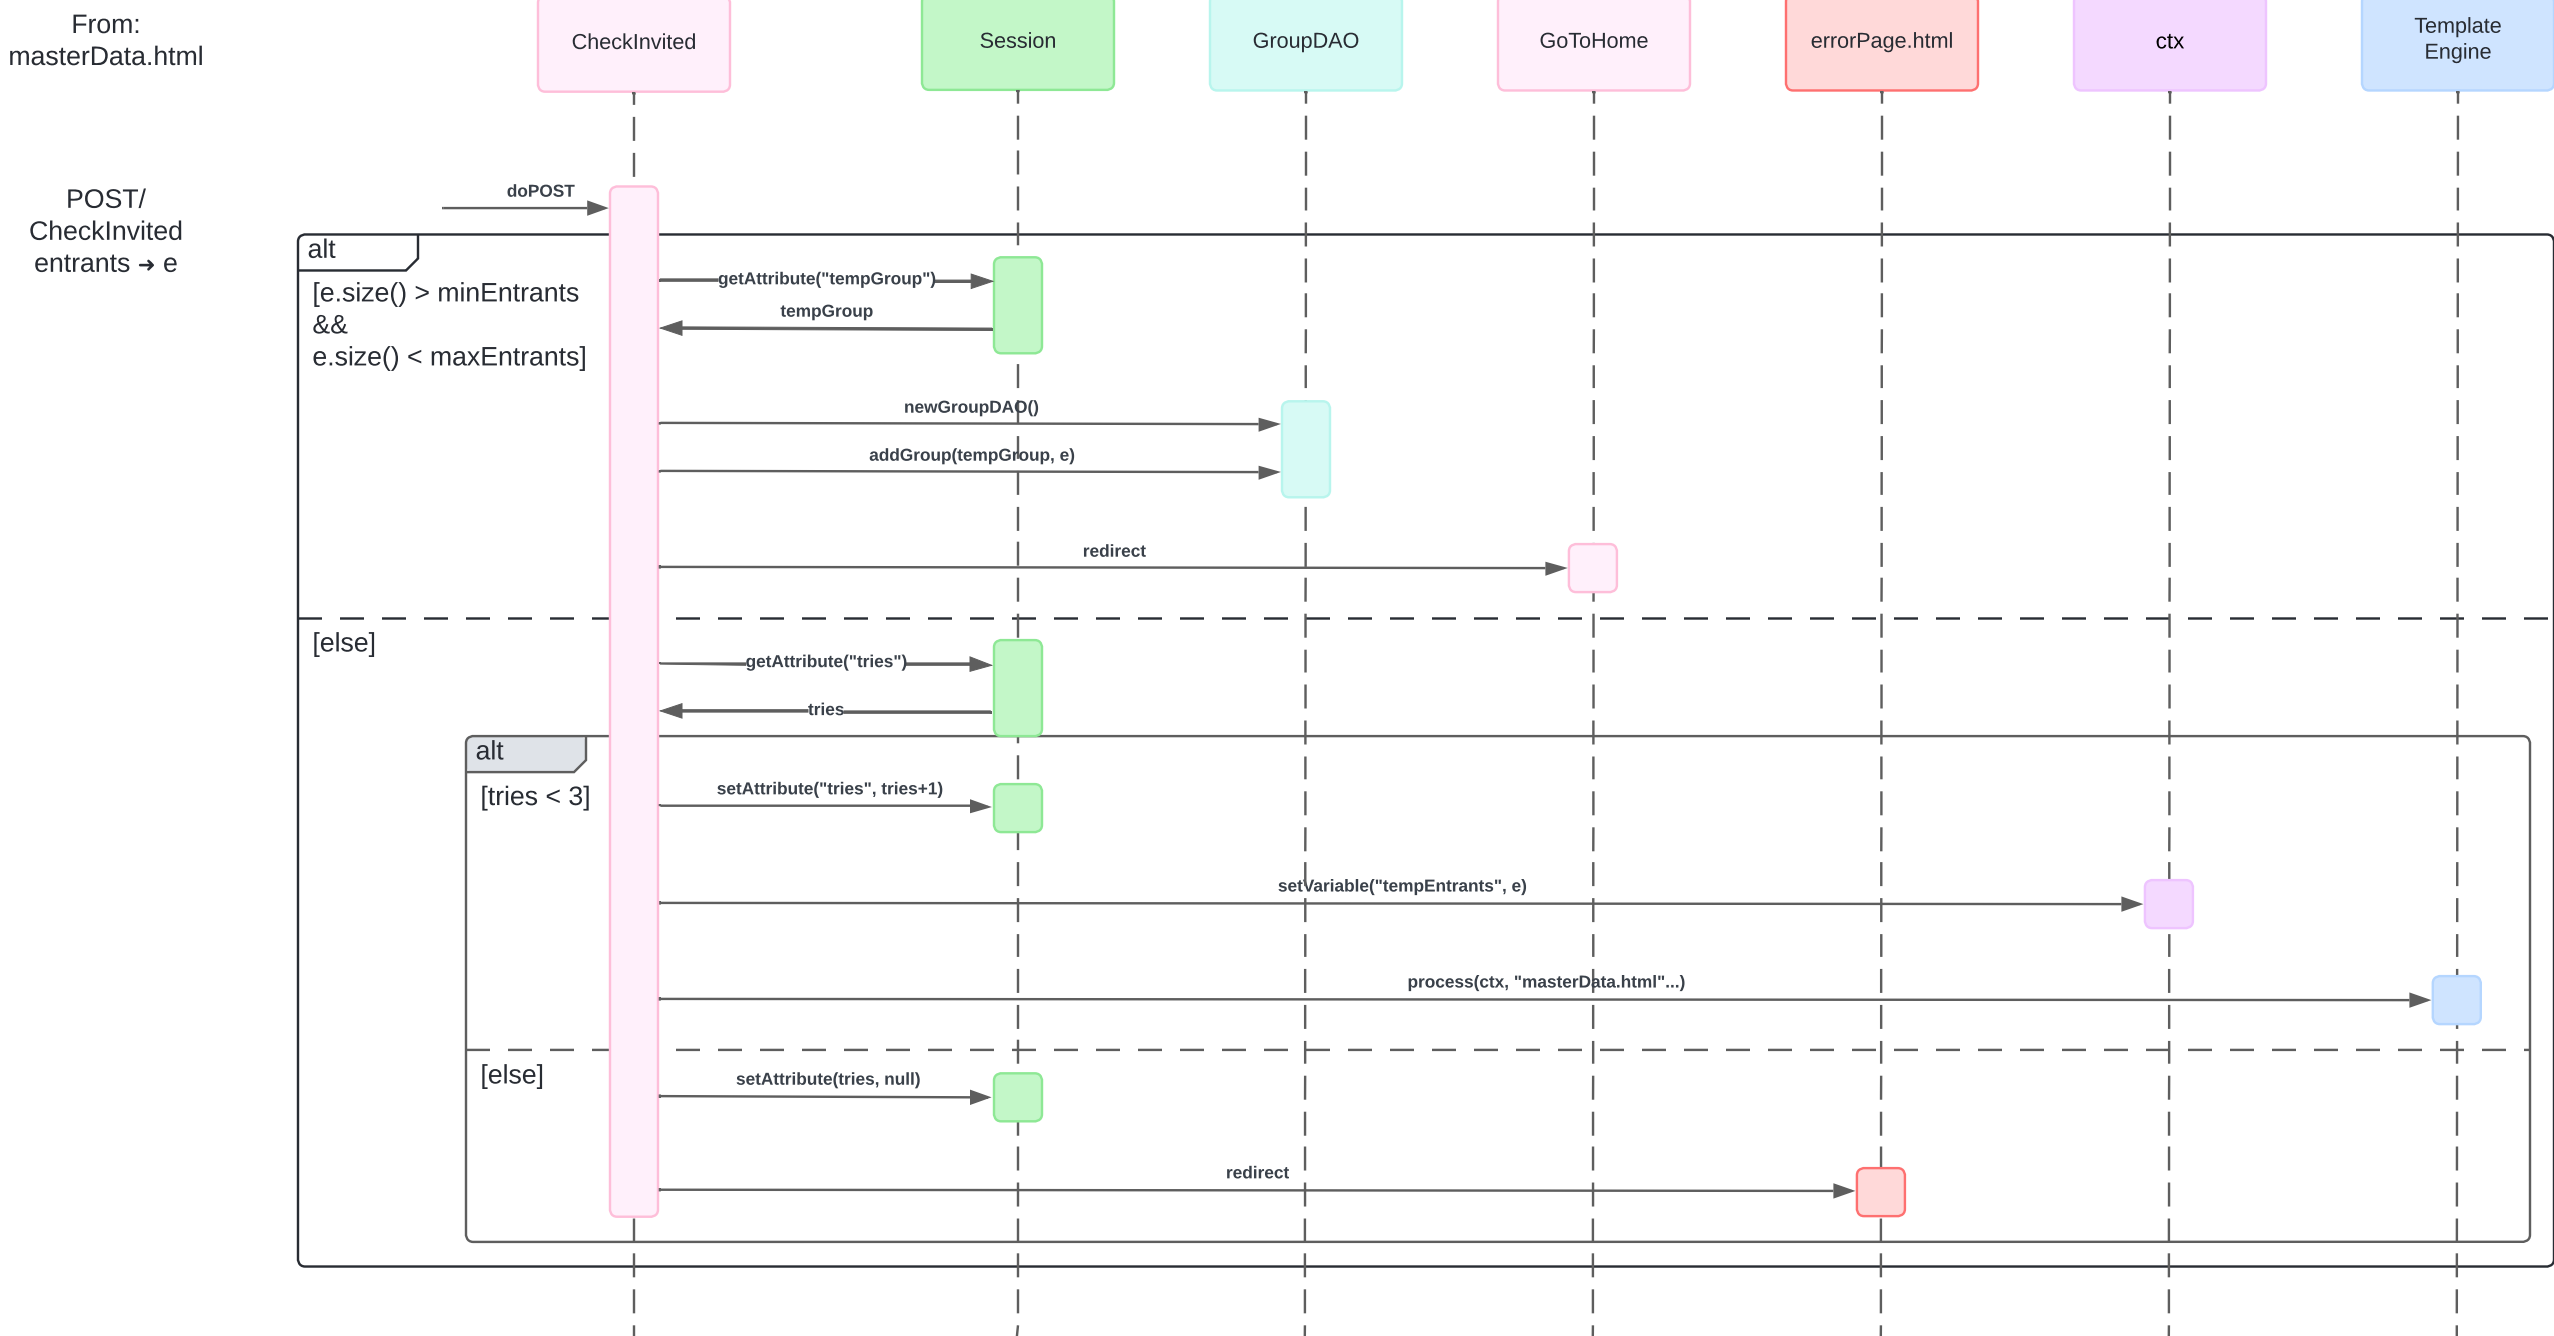 From:
masterData.html
CheckInvited
Session
GroupDAO
GoToHome
errorPage.html
ctx
Template
Engine
POST/
CheckInvited
entrants ➜ e
doPOST
alt
[e.size() > minEntrants
&&
e.size() < maxEntrants]
getAttribute("tempGroup")
tempGroup
newGroupDAO()
addGroup(tempGroup, e)
redirect
[else]
getAttribute("tries")
tries
alt
[tries < 3]
setAttribute("tries", tries+1)
setVariable("tempEntrants", e)
process(ctx, "masterData.html"...)
[else]
setAttribute(tries, null)
redirect